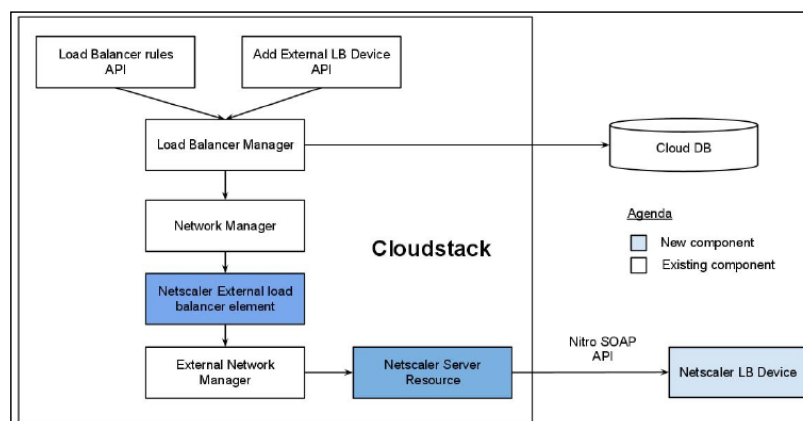 Load Balancer rules
API
Add External LB Device
API
Load Balancer Manager
Cloud DB
Network Manager
Cloudstack
Agenda
New component
Existing component
Netscaler External load
balancer element
External Network
Manager
Netscaler Server
Resource
Nitro SOAP
API
Netscaler LB Device